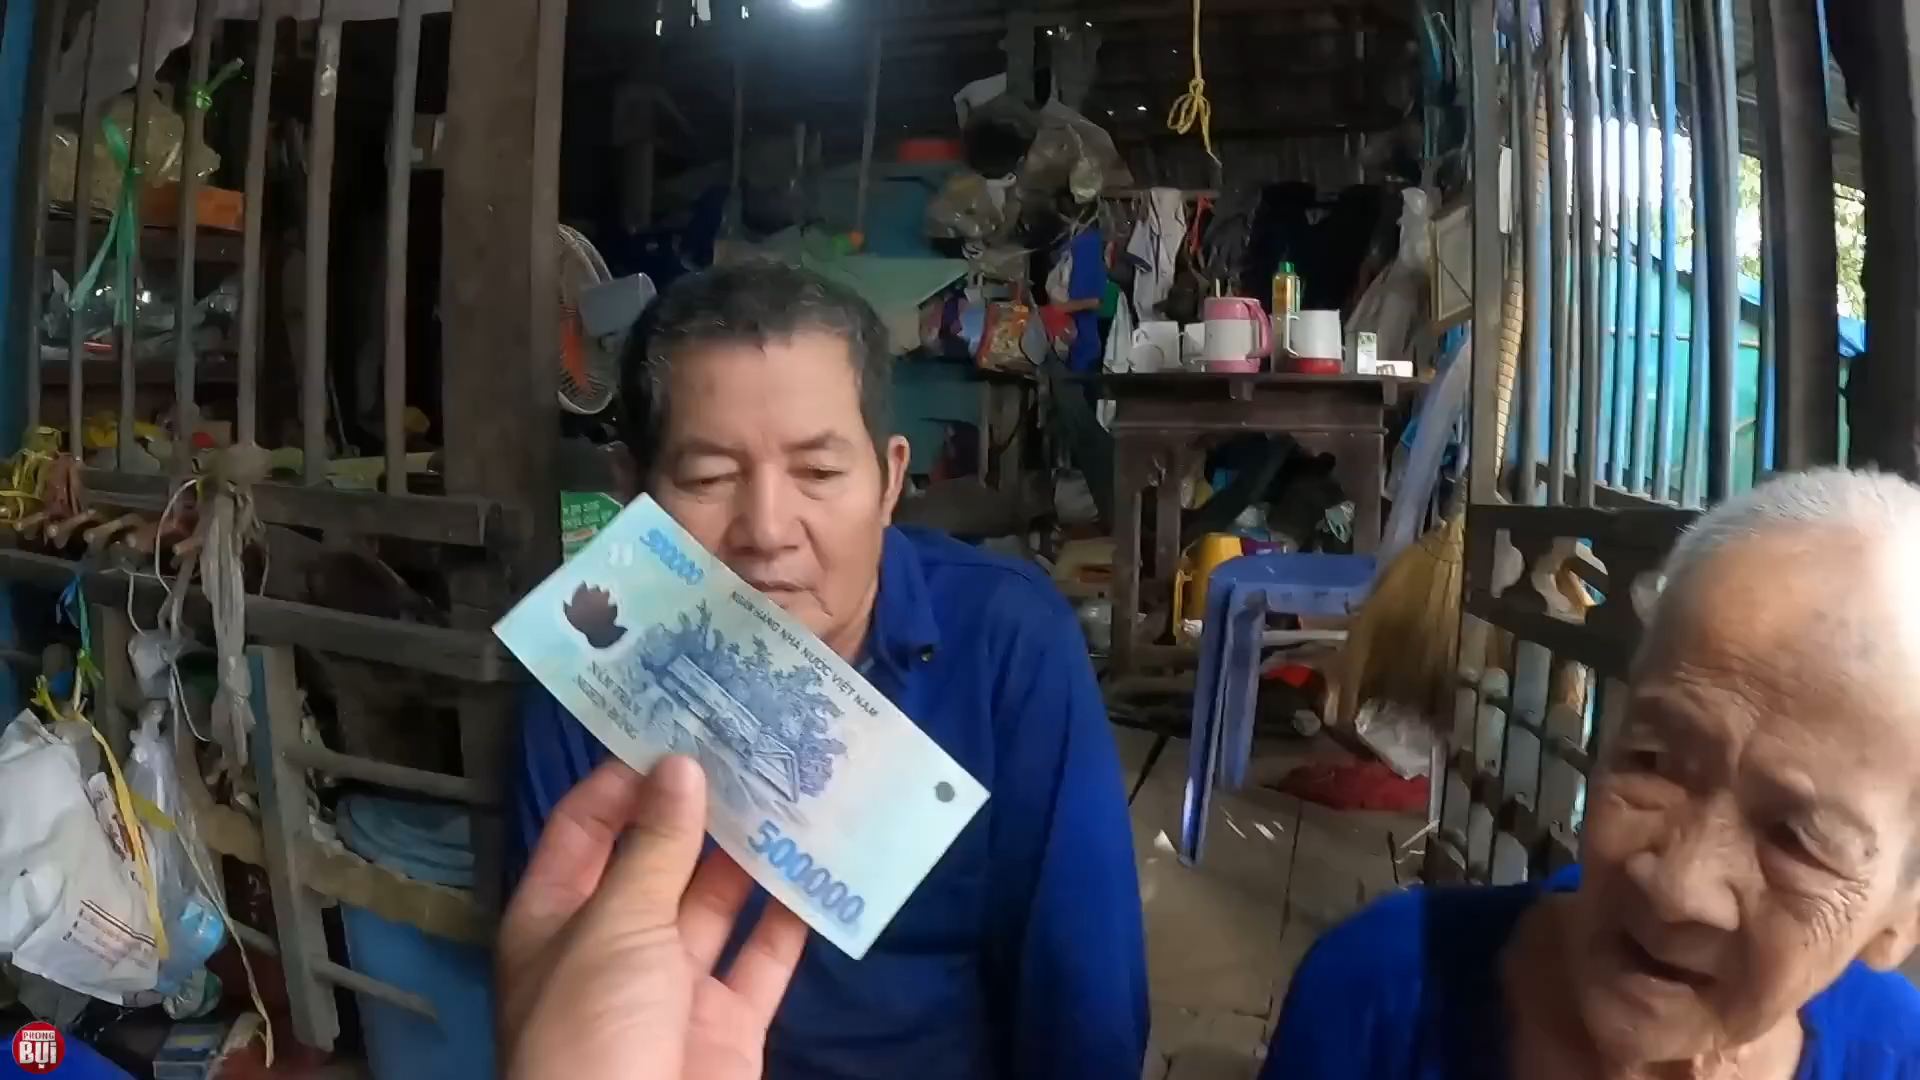 500000
NGÂN HÀNG NHÀ NƯỚC VIỆT NAM
NĂM TRĂM
NGHÌN ĐỒNG
500000
PHONG
BỤI